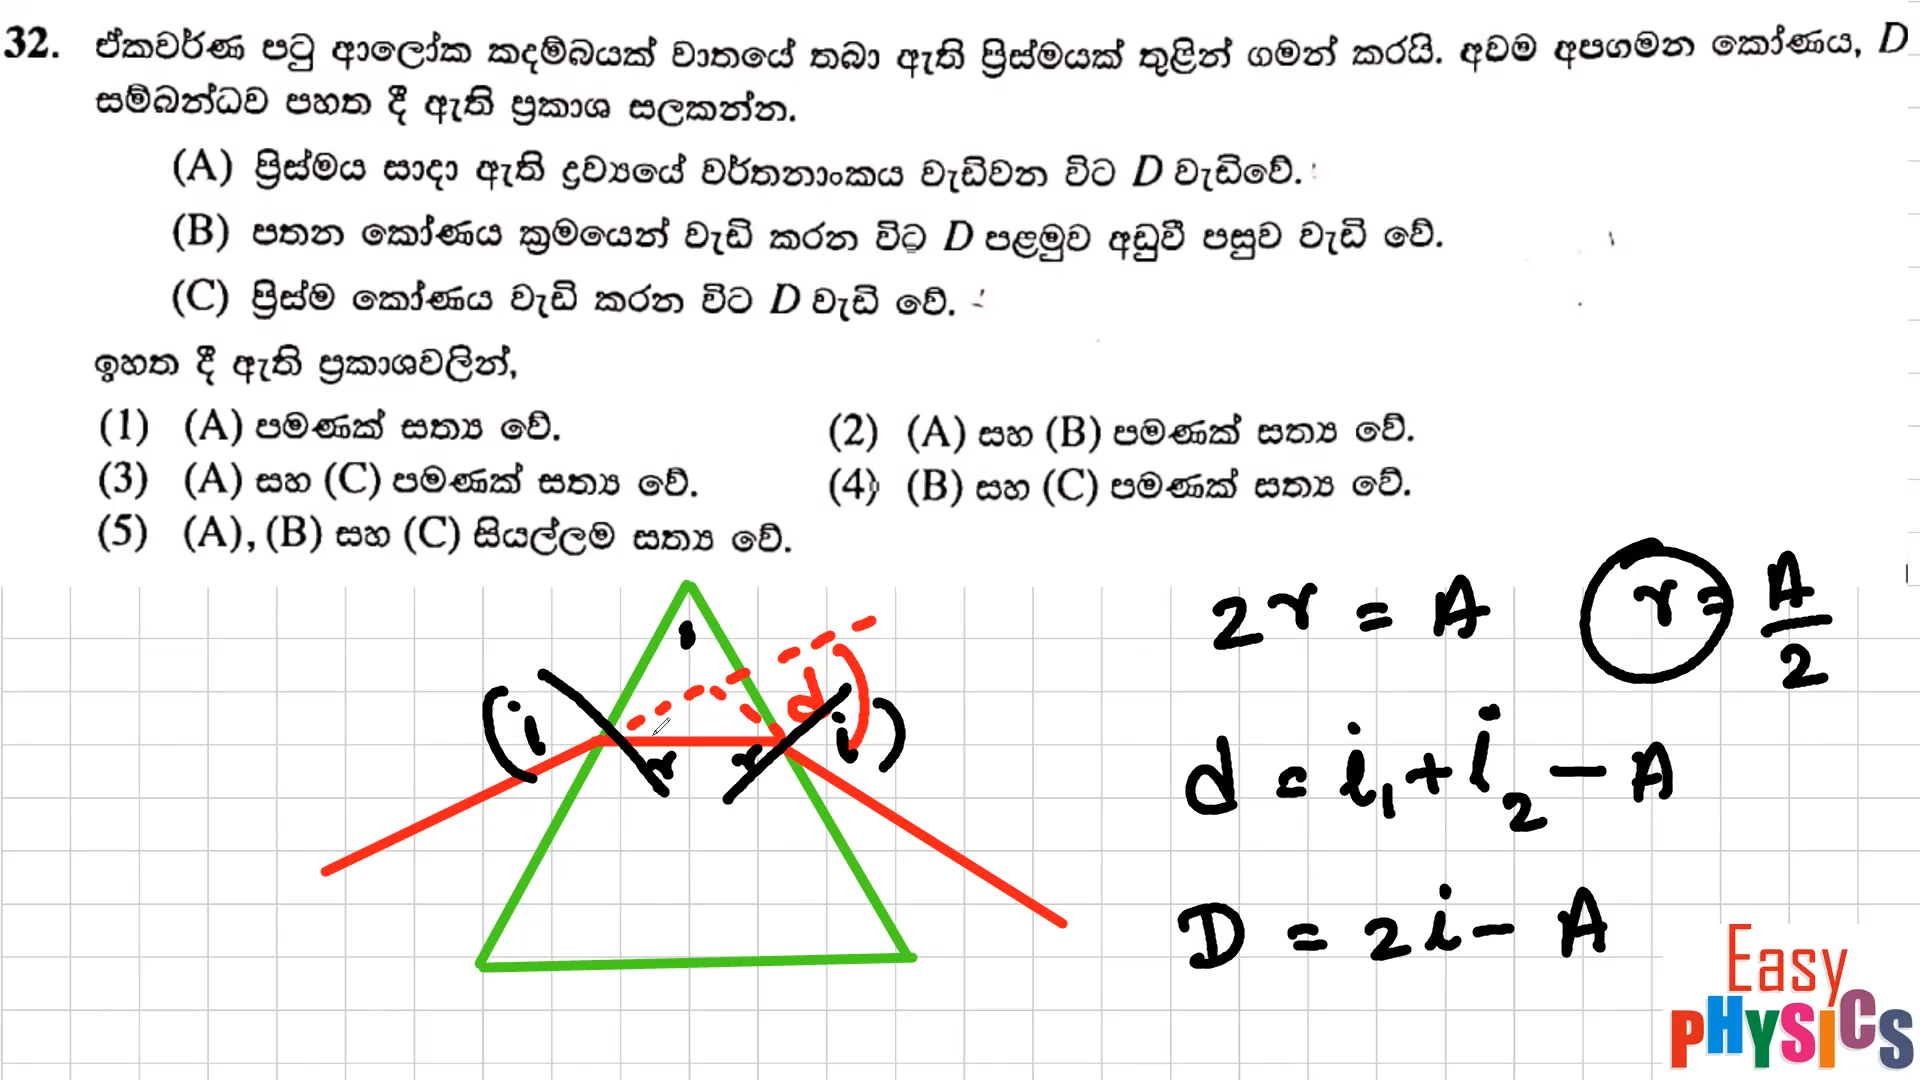 32. ඒකවර්ණ පටු ආලෝක කදම්බයක් වාතයේ තබා ඇති ප්‍රිස්මයක් තුළින් ගමන් කරයි. අවම අපගමන කෝණය, D
සම්බන්ධව පහත දී ඇති ප්‍රකාශ සලකන්න.
(A) ප්‍රිස්මය සාදා ඇති ද්‍රව්‍යයේ වර්තනාංකය වැඩිවන විට D වැඩිවේ.
(B) පතන කෝණය ක්‍රමයෙන් වැඩි කරන විට D පළමුව අඩුවී පසුව වැඩි වේ.
(C) ප්‍රිස්ම කෝණය වැඩි කරන විට D වැඩි වේ.
ඉහත දී ඇති ප්‍රකාශවලින්,
(1) (A) පමණක් සත්‍ය වේ.
(2) (A) සහ (B) පමණක් සත්‍ය වේ.
(3) (A) සහ (C) පමණක් සත්‍ය වේ.
(4) (B) සහ (C) පමණක් සත්‍ය වේ.
(5) (A), (B) සහ (C) සියල්ලම සත්‍ය වේ.
2r = A r = A/2
i r r d i
d = i₁ + i₂ − A
D = 2i − A
Easy
PHYSICS